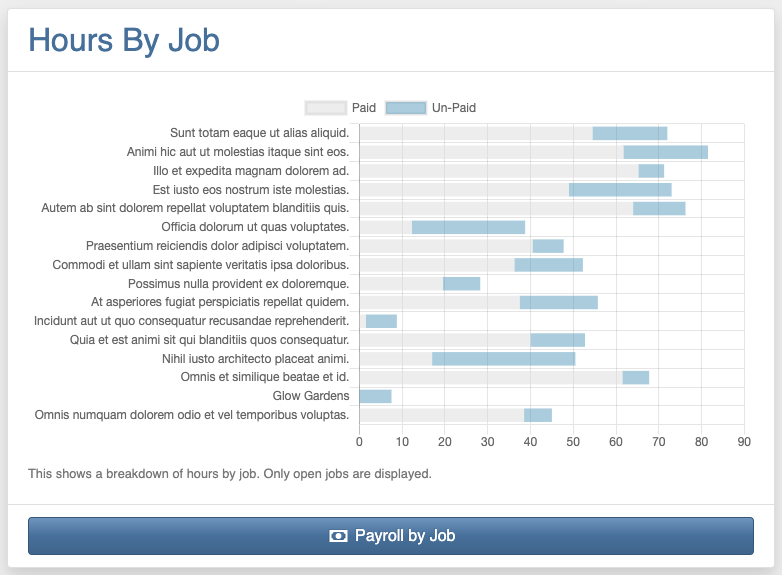 Hours By Job
Paid Un-Paid
Sunt totam eaque ut alias aliquid.
Animi hic aut ut molestias itaque sint eos.
Illo et expedita magnam dolorem ad.
Est iusto eos nostrum iste molestias.
Autem ab sint dolorem repellat voluptatem blanditiis quis.
Officia dolorum ut quas voluptates.
Praesentium reiciendis dolor adipisci voluptatem.
Commodi et ullam sint sapiente veritatis ipsa doloribus.
Possimus nulla provident ex doloremque.
At asperiores fugiat perspiciatis repellat quidem.
Incidunt aut ut quo consequatur recusandae reprehenderit.
Quia et est animi sit qui blanditiis quos consequatur.
Nihil iusto architecto placeat animi.
Omnis et similique beatae et id.
Glow Gardens
Omnis numquam dolorem odio et vel temporibus voluptas.
0 10 20 30 40 50 60 70 80 90
This shows a breakdown of hours by job. Only open jobs are displayed.
Payroll by Job